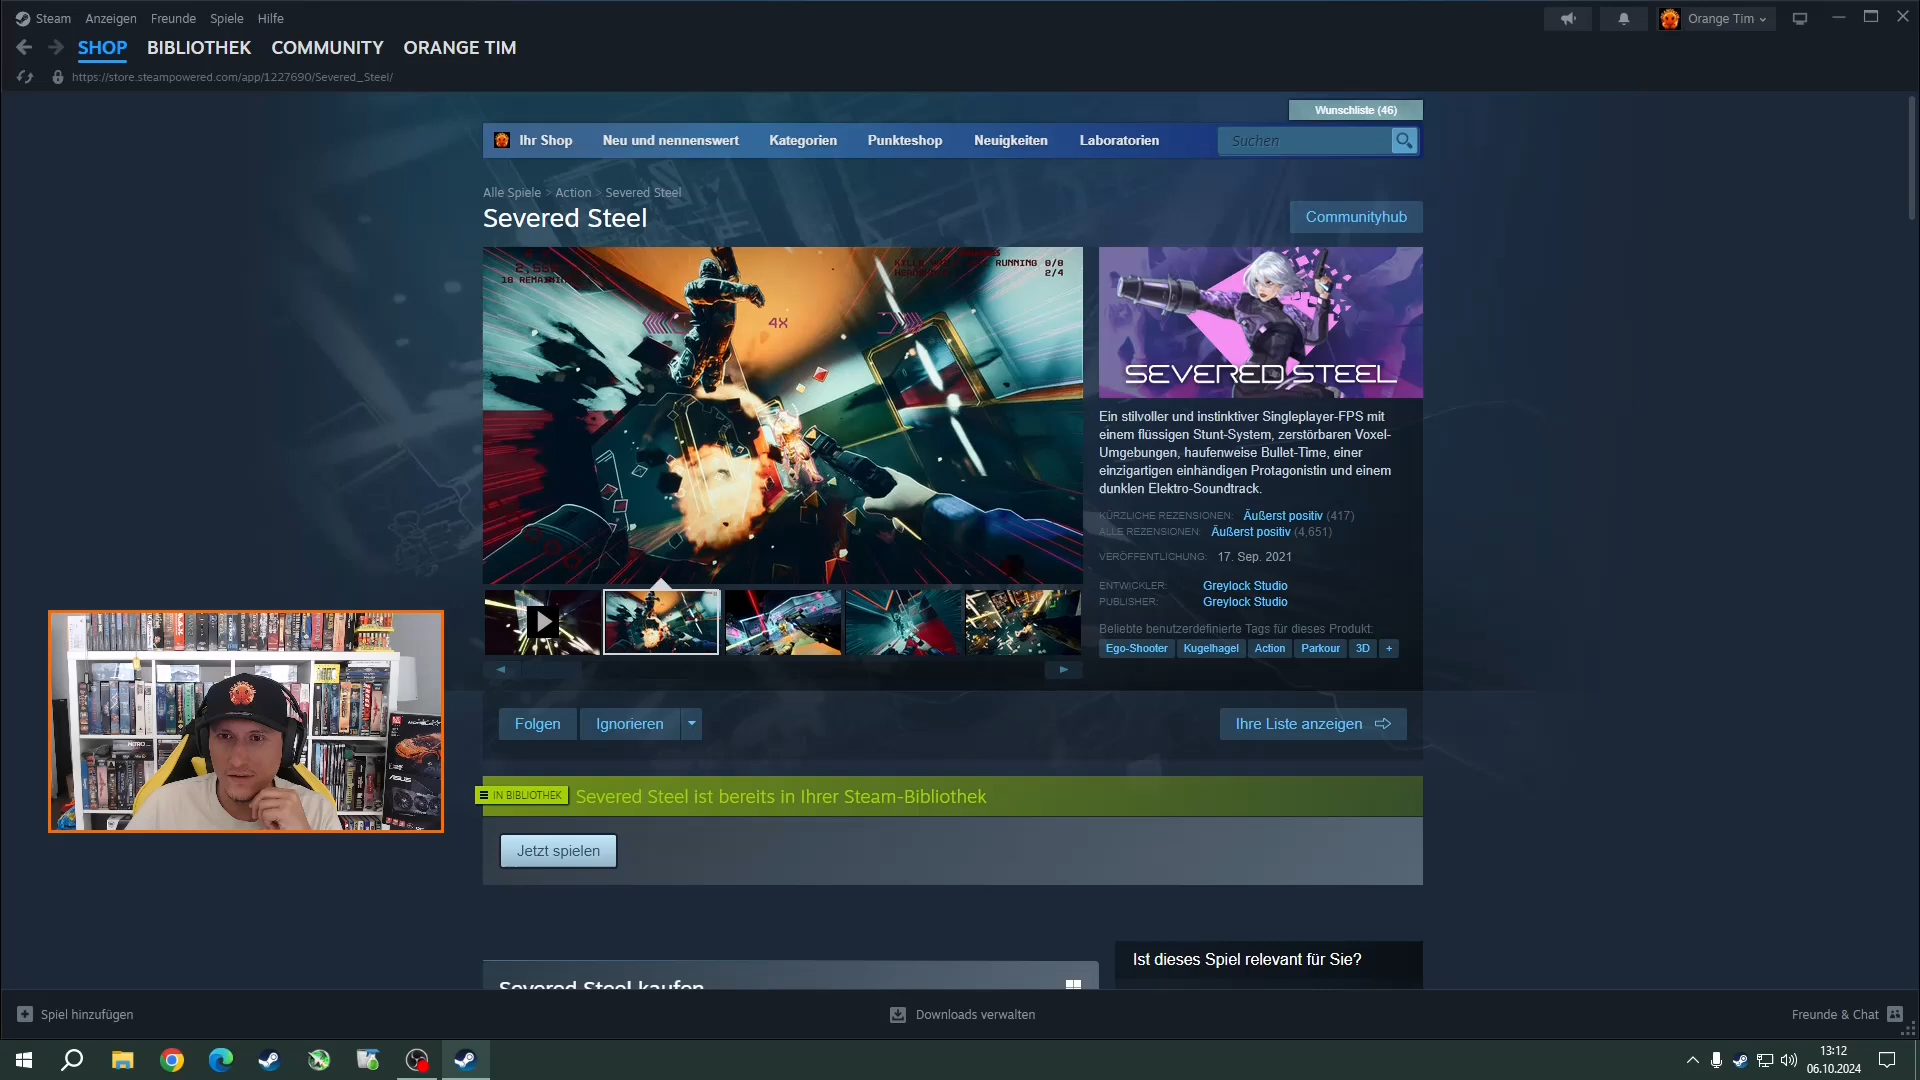 Steam Anzeigen Freunde Spiele Hilfe
Orange Tim
SHOP BIBLIOTHEK COMMUNITY ORANGE TIM
https://store.steampowered.com/app/1227690/Severed_Steel/
Wunschliste (46)
Ihr Shop Neu und nennenswert Kategorien Punkteshop Neuigkeiten Laboratorien Suchen
Alle Spiele > Action > Severed Steel
Severed Steel
Communityhub
RUNNING 0/8
2/4
4X
SEVERED STEEL
Ein stilvoller und instinktiver Singleplayer-FPS mit
einem flüssigen Stunt-System, zerstörbaren Voxel-
Umgebungen, haufenweise Bullet-Time, einer
einzigartigen einhändigen Protagonistin und einem
dunklen Elektro-Soundtrack.
KÜRZLICHE REZENSIONEN: Äußerst positiv (417)
ALLE REZENSIONEN: Äußerst positiv (4,651)
VERÖFFENTLICHUNG: 17. Sep. 2021
ENTWICKLER: Greylock Studio
PUBLISHER: Greylock Studio
Beliebte benutzerdefinierte Tags für dieses Produkt:
Ego-Shooter Kugelhagel Action Parkour 3D +
Folgen Ignorieren Ihre Liste anzeigen
IN BIBLIOTHEK Severed Steel ist bereits in Ihrer Steam-Bibliothek
ASUS
Jetzt spielen
Ist dieses Spiel relevant für Sie?
Severed Steel kaufen
Spiel hinzufügen Downloads verwalten Freunde & Chat
13:12
06.10.2024